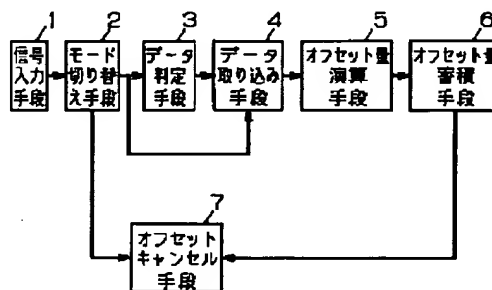 1
信号
入力
手段
2
モード
切り替
え手段
3
データ
判定
手段
4
データ
取り込み
手段
5
オフセット量
演算
手段
6
オフセット量
蓄積
手段
7
オフセット
キャンセル
手段